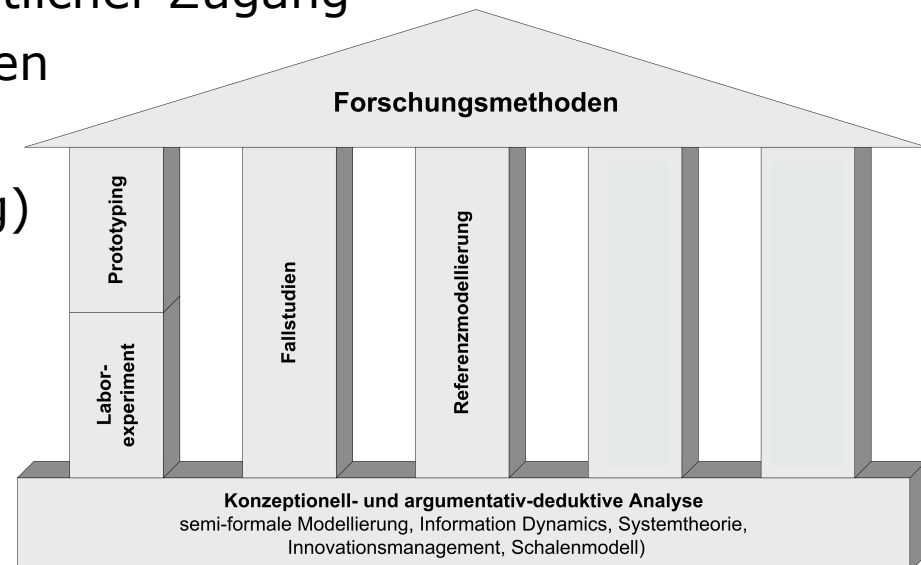 tlicher Zugang
en
g)
Forschungsmethoden
Prototyping
Labor-
experiment
Fallstudien
Referenzmodellierung
Konzeptionell- und argumentativ-deduktive Analyse
semi-formale Modellierung, Information Dynamics, Systemtheorie,
Innovationsmanagement, Schalenmodell)